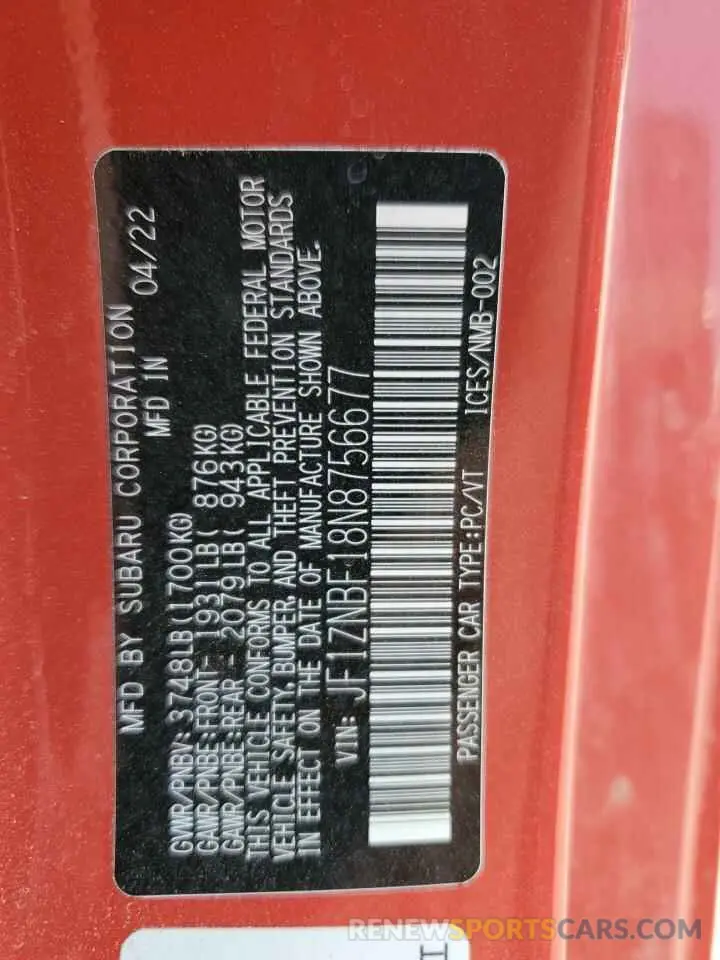 MFD BY SUBARU CORPORATION
MFD IN 04/22
GVWR/PNBV: 3748LB(1700KG)
GAWR/PNBE:FRONT- 1931LB( 876KG)
GAWR/PNBE:REAR - 2079LB( 943KG)
THIS VEHICLE CONFORMS TO ALL APPLICABLE FEDERAL MOTOR
VEHICLE SAFETY,BUMPER,AND THEFT PREVENTION STANDARDS
IN EFFECT ON THE DATE OF MANUFACTURE SHOWN ABOVE.
VIN: JF1ZNBF18N8756677
PASSENGER CAR TYPE:PC/VT ICES/NMB-002
RENEWSPORTSCARS.COM